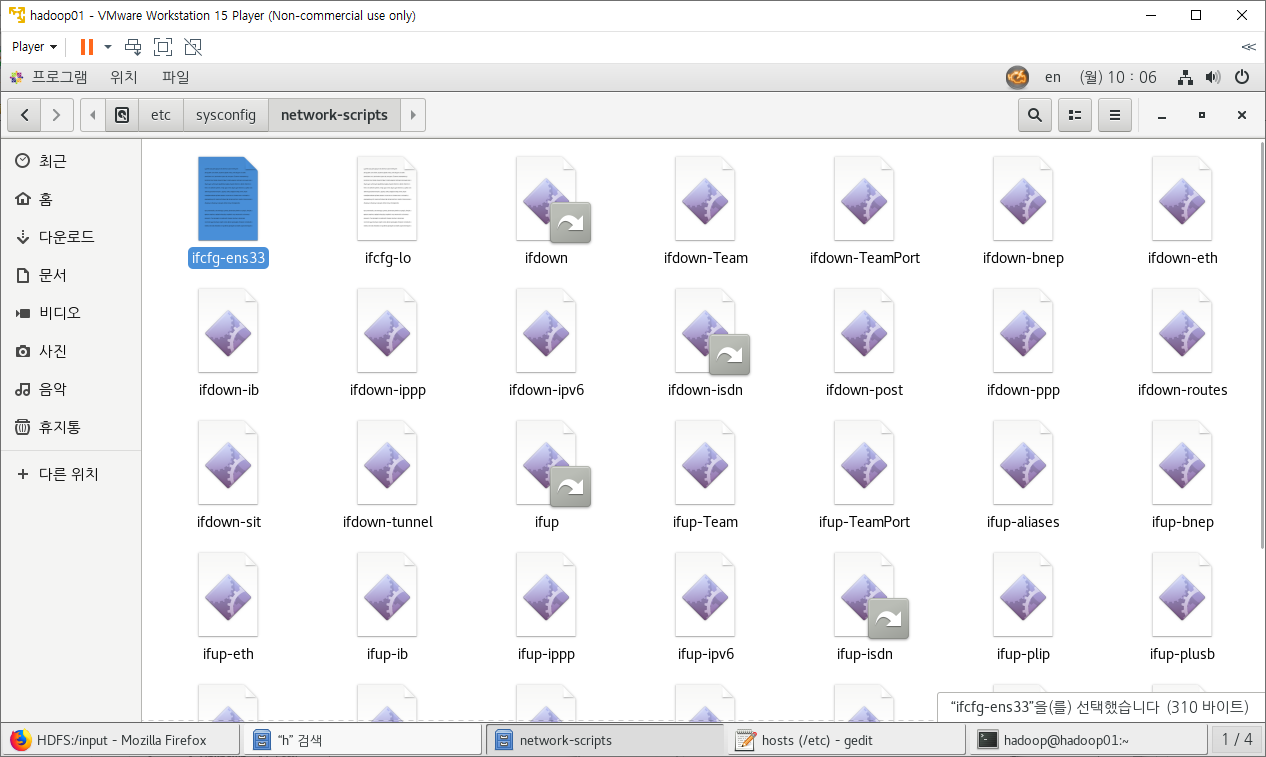 hadoop01 - VMware Workstation 15 Player (Non-commercial use only)
Player
프로그램 위치 파일 en (월) 10 : 06
etc sysconfig network-scripts
최근
홈
다운로드
문서
비디오
사진
음악
휴지통
다른 위치
ifcfg-ens33 ifcfg-lo ifdown ifdown-Team ifdown-TeamPort ifdown-bnep ifdown-eth
ifdown-ib ifdown-ippp ifdown-ipv6 ifdown-isdn ifdown-post ifdown-ppp ifdown-routes
ifdown-sit ifdown-tunnel ifup ifup-Team ifup-TeamPort ifup-aliases ifup-bnep
ifup-eth ifup-ib ifup-ippp ifup-ipv6 ifup-isdn ifup-plip ifup-plusb
“ifcfg-ens33”을(를) 선택했습니다 (310 바이트)
HDFS:/input - Mozilla Firefox “h” 검색 network-scripts hosts (/etc) - gedit hadoop@hadoop01:~ 1 / 4